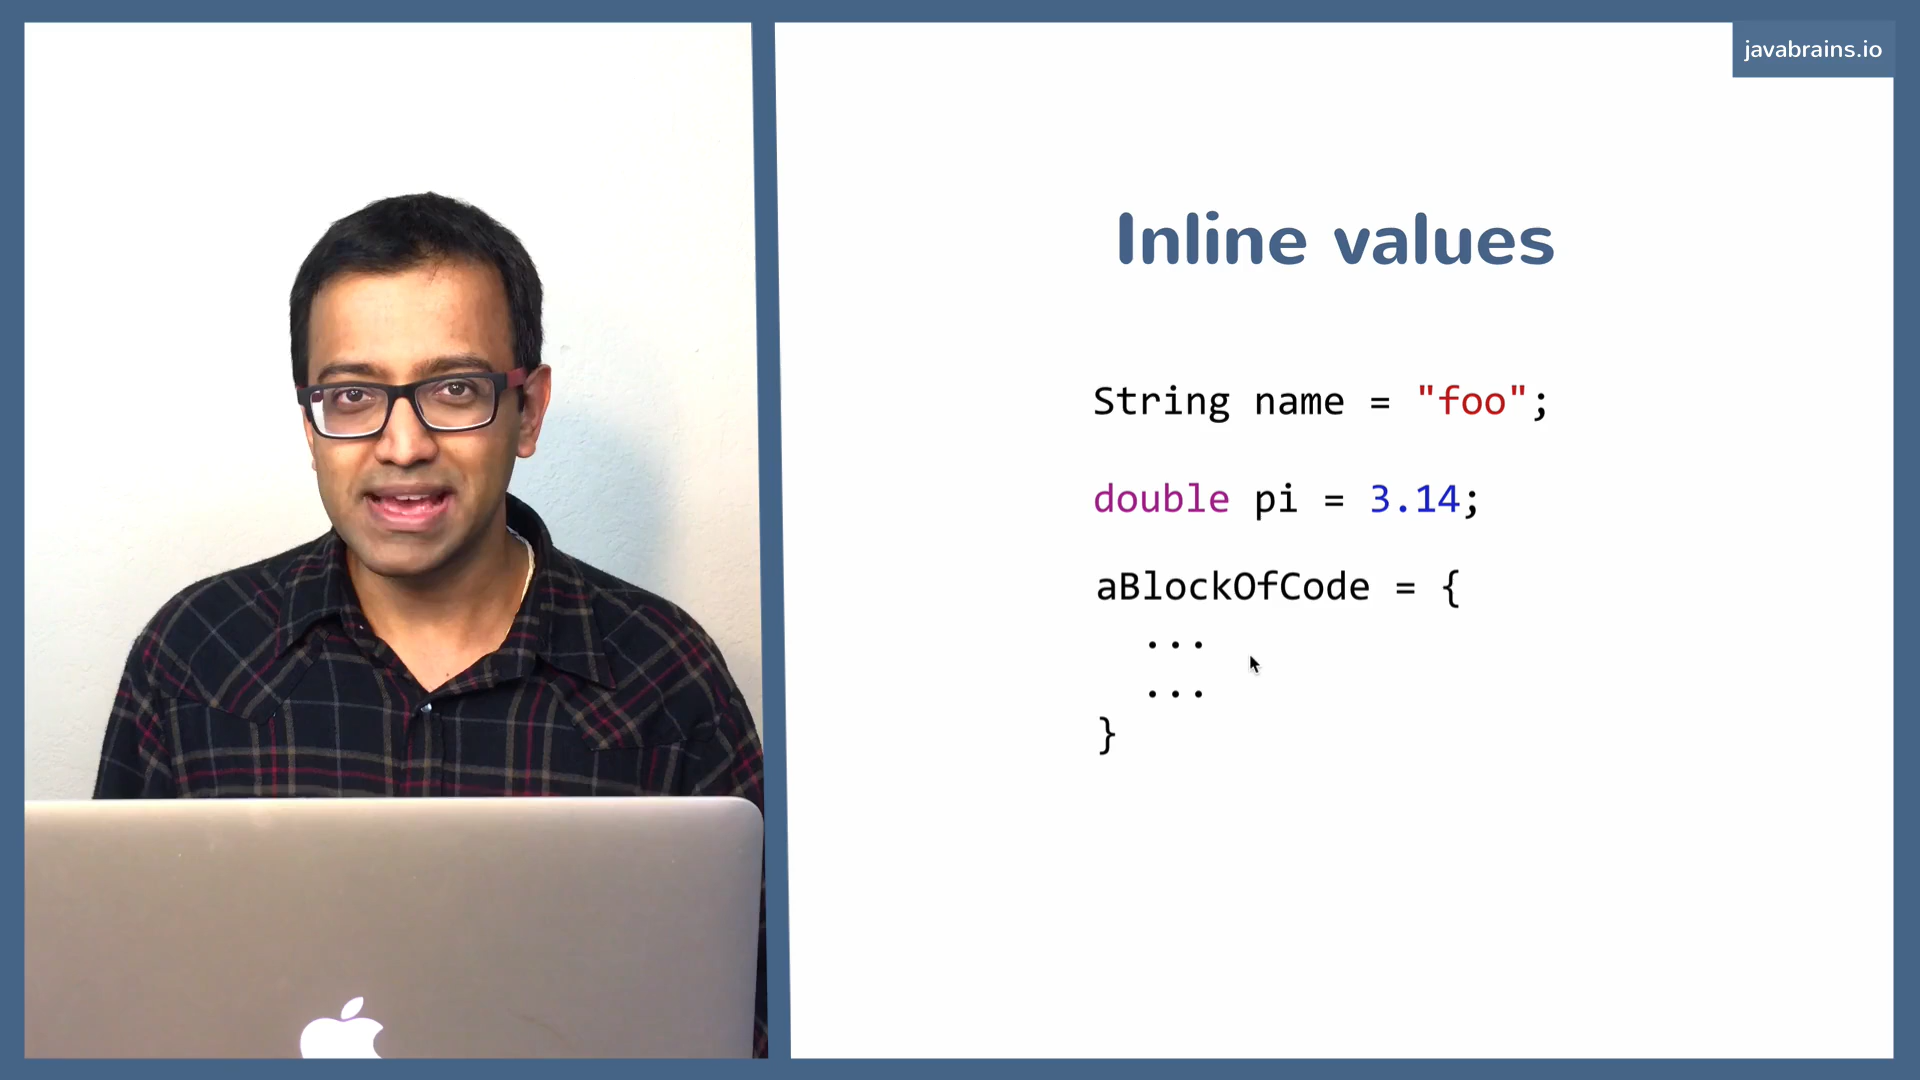 javabrains.io
Inline values
String name = "foo";
double pi = 3.14;
aBlockOfCode = {
...
...
}